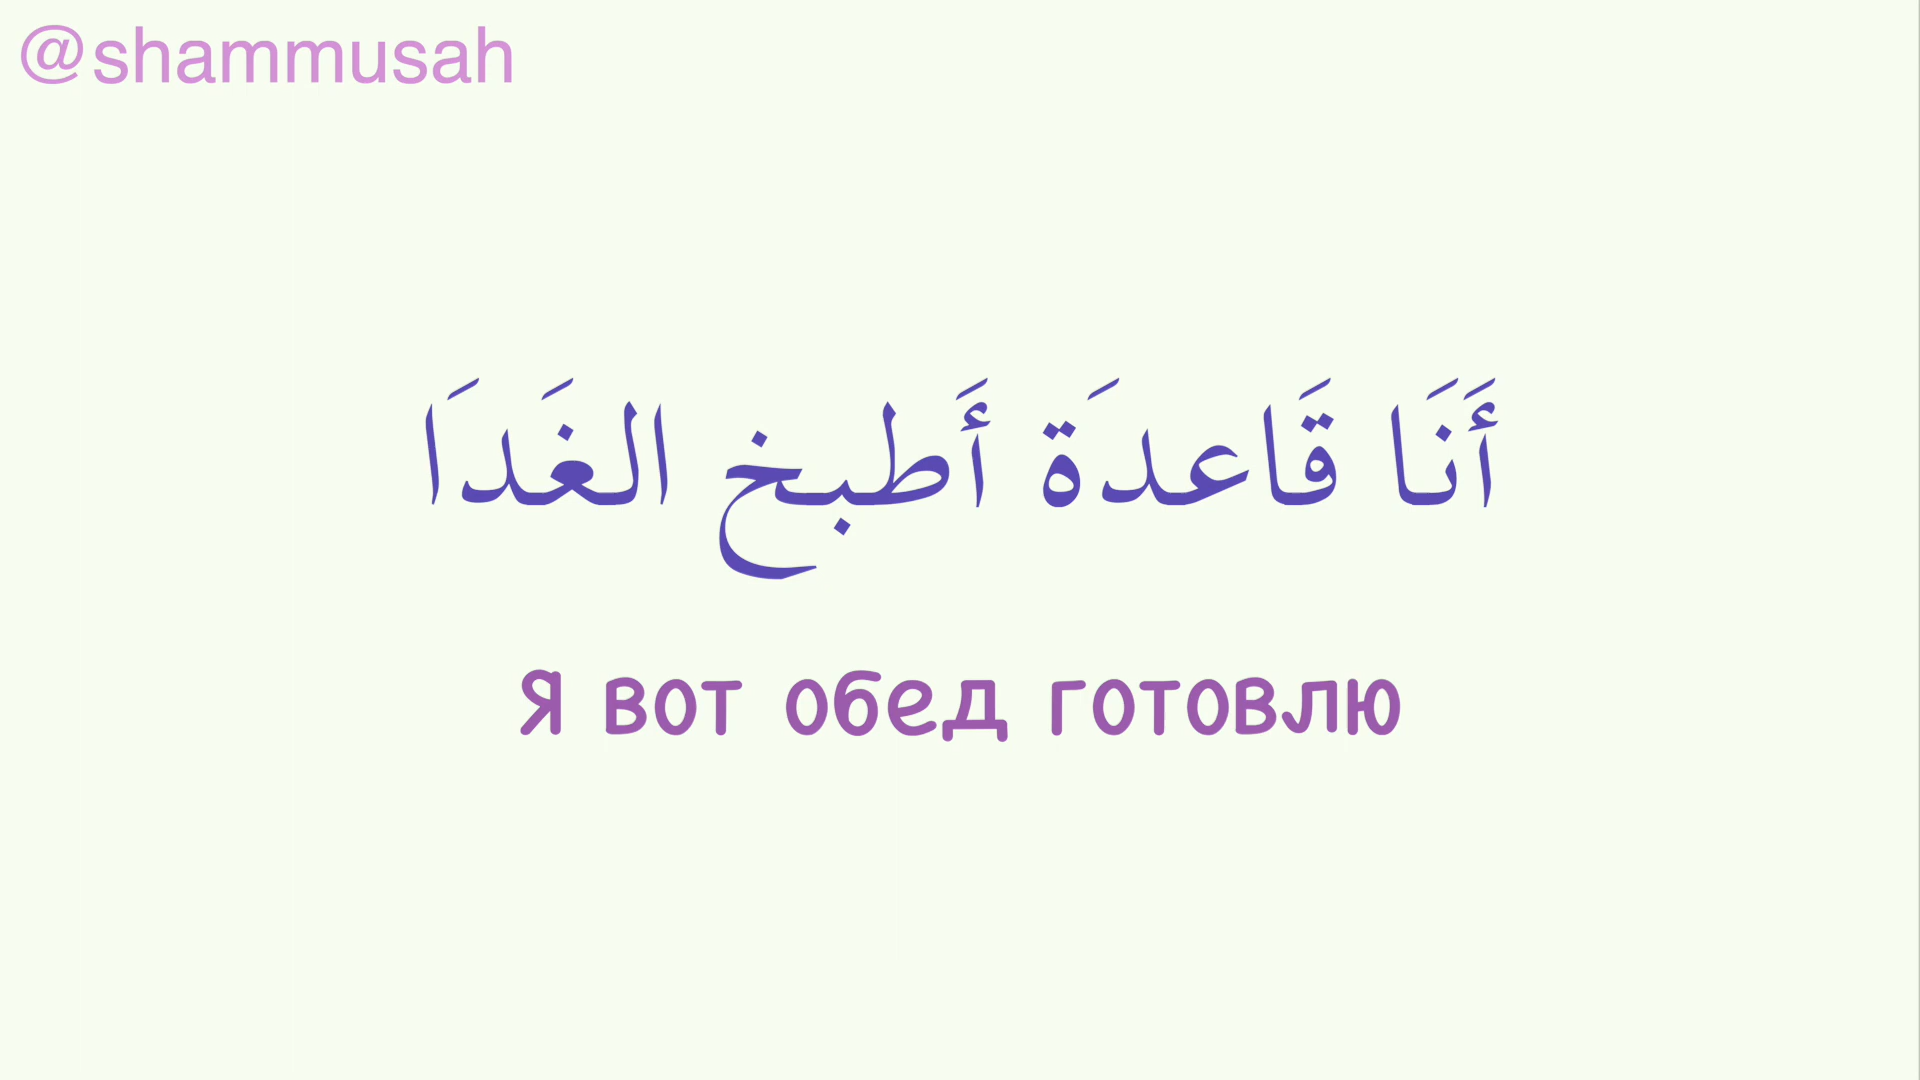 @shammusah
أَنَا قَاعدَة أَطبخ الغَدَا
Я вот обед готовлю